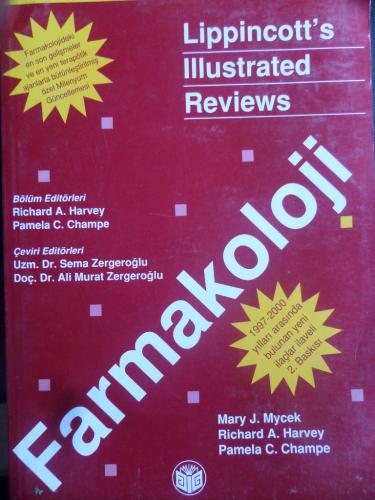 Farmakolojideki
en son gelişmeler
ve en yeni terapötik
ajanlarla bütünleştirilmiş
özel Milenyum
Güncellemesi
Lippincott's
Illustrated
Reviews
Bölüm Editörleri
Richard A. Harvey
Pamela C. Champe
Çeviri Editörleri
Uzm. Dr. Sema Zergeroğlu
Doç. Dr. Ali Murat Zergeroğlu
Farmakoloji
1997-2000
yılları arasında
bulunan yeni
ilaçlar ilaveli
2. Baskısı
Mary J. Mycek
Richard A. Harvey
Pamela C. Champe